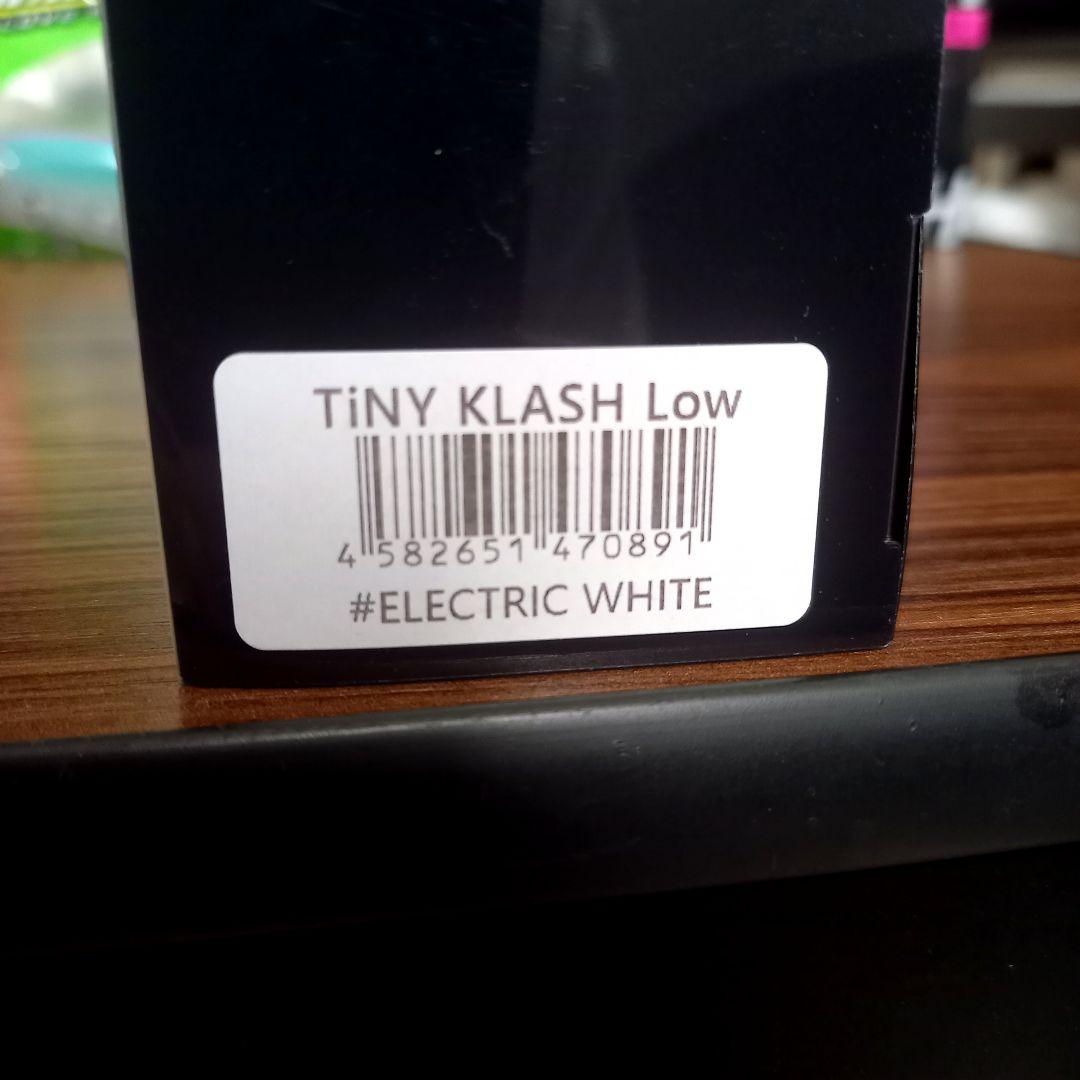 TiNY KLASH Low
4 582651 470891
#ELECTRIC WHITE